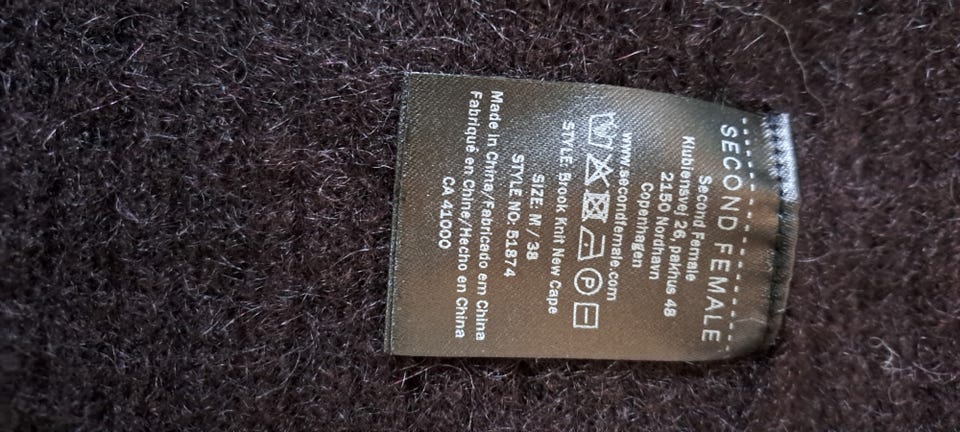 SECOND FEMALE
Second Female
Klubiensvej 26, pakhus 48
2150 Nordhavn
Copenhagen
www.secondfemale.com
P
STYLE: Brook Knit New Cape
SIZE: M / 38
STYLE NO: 51874
Made in China/Fabricado em China
Fabriqué en Chine/Hecho en China
CA 41000